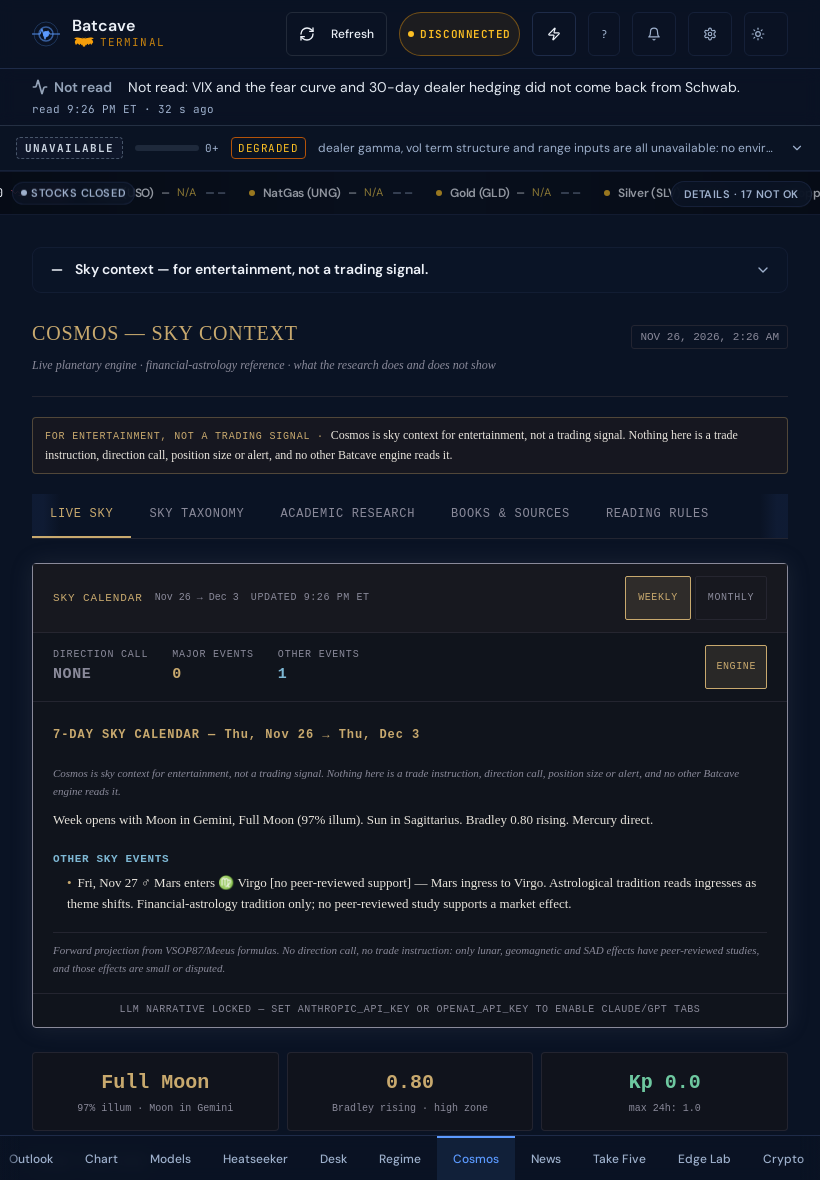 Batcave
TERMINAL
Refresh
DISCONNECTED
?
Not read Not read: VIX and the fear curve and 30-day dealer hedging did not come back from Schwab.
read 9:26 PM ET · 32 s ago
UNAVAILABLE 0+ DEGRADED dealer gamma, vol term structure and range inputs are all unavailable: no envir…
STOCKS CLOSED SO) — N/A —— NatGas (UNG) — N/A —— Gold (GLD) — N/A —— Silver (SLV DETAILS · 17 NOT OK
— Sky context — for entertainment, not a trading signal.
COSMOS — SKY CONTEXT
NOV 26, 2026, 2:26 AM
Live planetary engine · financial-astrology reference · what the research does and does not show
FOR ENTERTAINMENT, NOT A TRADING SIGNAL · Cosmos is sky context for entertainment, not a trading signal. Nothing here is a trade
instruction, direction call, position size or alert, and no other Batcave engine reads it.
LIVE SKY SKY TAXONOMY ACADEMIC RESEARCH BOOKS & SOURCES READING RULES
SKY CALENDAR Nov 26 → Dec 3 UPDATED 9:26 PM ET WEEKLY MONTHLY
DIRECTION CALL MAJOR EVENTS OTHER EVENTS
NONE 0 1
ENGINE
7-DAY SKY CALENDAR — Thu, Nov 26 → Thu, Dec 3
Cosmos is sky context for entertainment, not a trading signal. Nothing here is a trade instruction, direction call, position size or alert, and no other Batcave
engine reads it.
Week opens with Moon in Gemini, Full Moon (97% illum). Sun in Sagittarius. Bradley 0.80 rising. Mercury direct.
OTHER SKY EVENTS
• Fri, Nov 27 ♂ Mars enters ♍ Virgo [no peer-reviewed support] — Mars ingress to Virgo. Astrological tradition reads ingresses as
theme shifts. Financial-astrology tradition only; no peer-reviewed study supports a market effect.
Forward projection from VSOP87/Meeus formulas. No direction call, no trade instruction: only lunar, geomagnetic and SAD effects have peer-reviewed studies,
and those effects are small or disputed.
LLM NARRATIVE LOCKED — SET ANTHROPIC_API_KEY OR OPENAI_API_KEY TO ENABLE CLAUDE/GPT TABS
Full Moon 0.80 Kp 0.0
97% illum · Moon in Gemini Bradley rising · high zone max 24h: 1.0
Outlook Chart Models Heatseeker Desk Regime Cosmos News Take Five Edge Lab Crypto